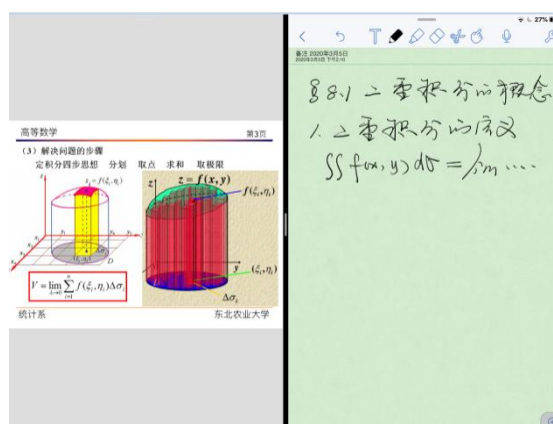 高等数学 第3页
(3) 解决问题的步骤
定积分四步思想 分划 取点 求和 取极限
z = f(x, y)
f(ξᵢ,ηᵢ)
(ξᵢ,ηᵢ)
Δσᵢ
V = lim ∑ f(ξᵢ,ηᵢ)Δσᵢ
统计系 东北农业大学
27%
备注 2020年3月5日
§8.1 二重积分的概念
1. 二重积分的定义
∬f(x,y)dσ = lim ....